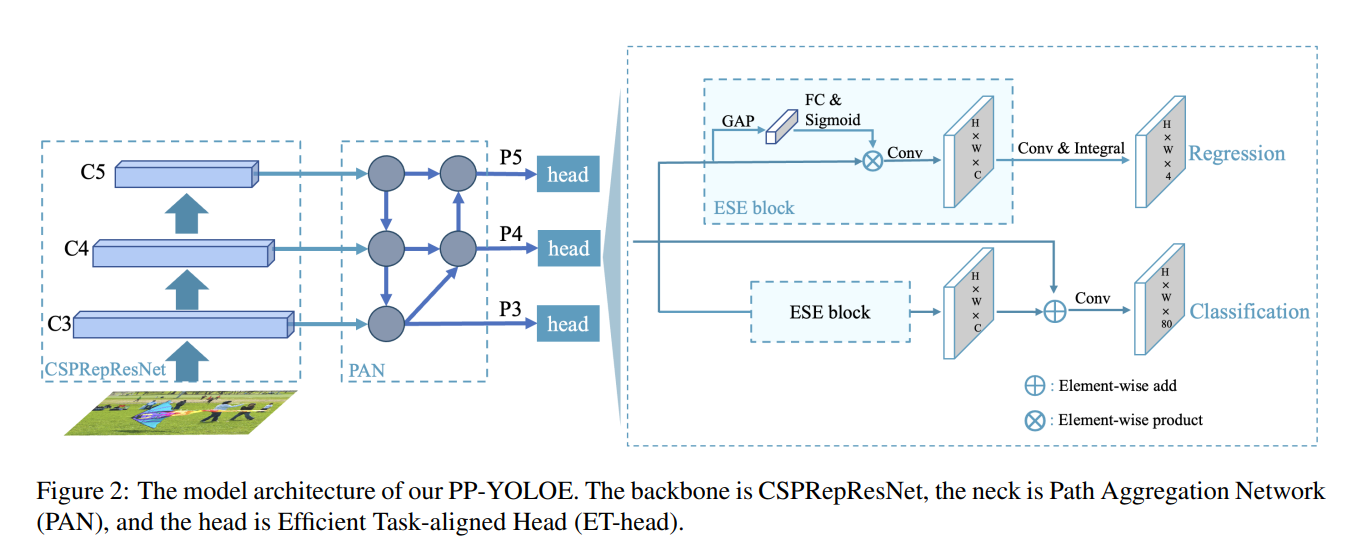 C5
C4
C3
CSPRepResNet
PAN
P5
P4
P3
head
head
head
GAP
FC &
Sigmoid
Conv
ESE block
H
×
W
×
C
Conv & Integral
H
×
W
×
4
Regression
ESE block
H
×
W
×
C
Conv
H
×
W
×
80
Classification
: Element-wise add
: Element-wise product
Figure 2: The model architecture of our PP-YOLOE. The backbone is CSPRepResNet, the neck is Path Aggregation Network
(PAN), and the head is Efficient Task-aligned Head (ET-head).